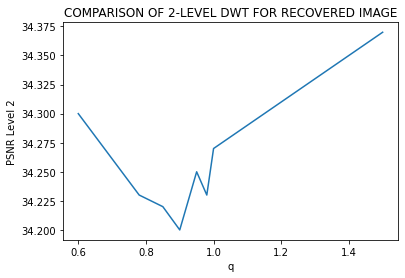 COMPARISON OF 2-LEVEL DWT FOR RECOVERED IMAGE
34.375
34.350
34.325
34.300
34.275
34.250
34.225
34.200
PSNR Level 2
0.6 0.8 1.0 1.2 1.4
q